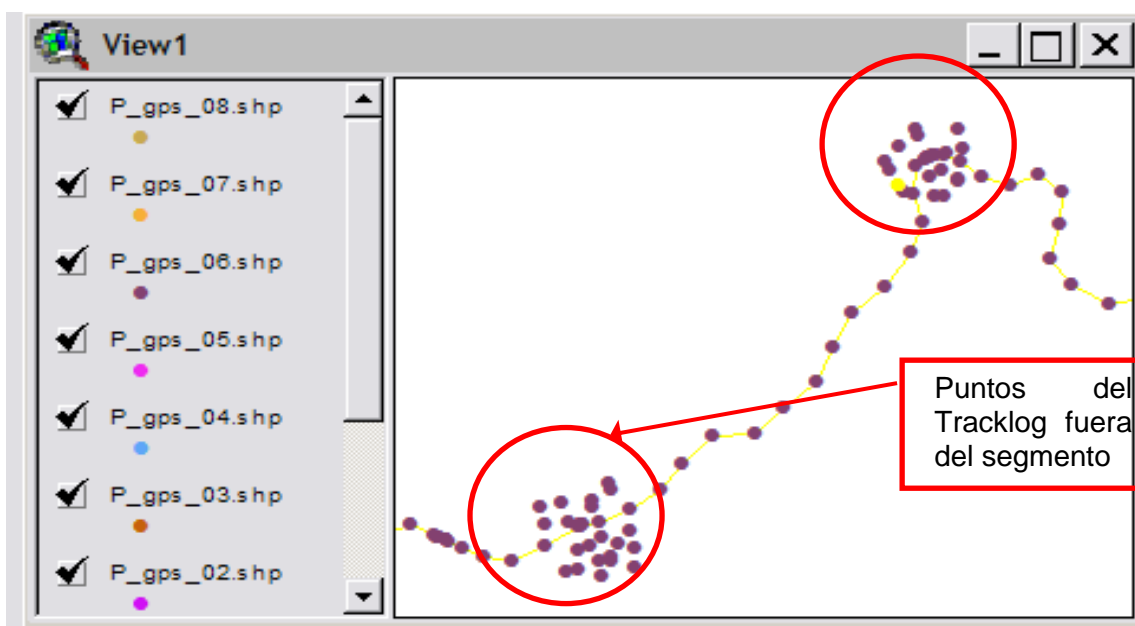 View1
P_gps_08.shp
P_gps_07.shp
P_gps_06.shp
P_gps_05.shp
P_gps_04.shp
P_gps_03.shp
P_gps_02.shp
Puntos del
Tracklog fuera
del segmento